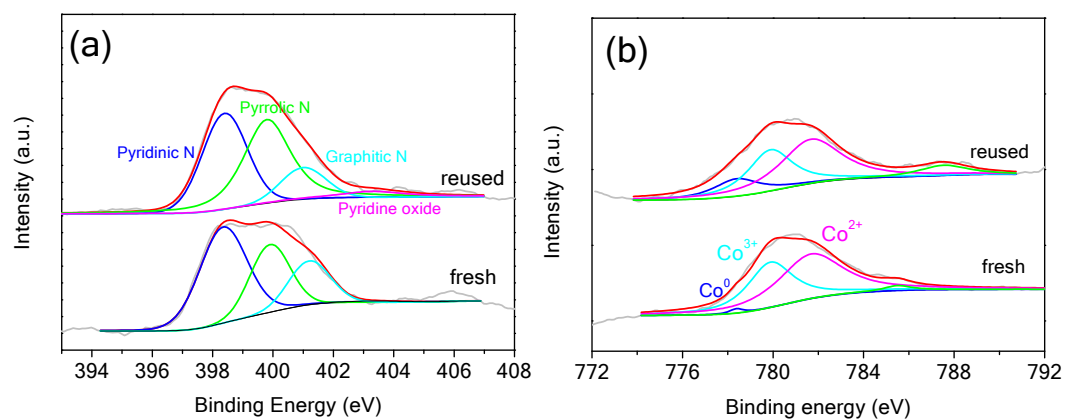 (a)
Intensity (a.u.)
Pyrrolic N
Pyridinic N
Graphitic N
reused
Pyridine oxide
fresh
394 396 398 400 402 404 406 408
Binding Energy (eV)
(b)
Intensity (a.u.)
reused
Co²⁺
Co³⁺
Co⁰
fresh
772 776 780 784 788 792
Binding energy (eV)